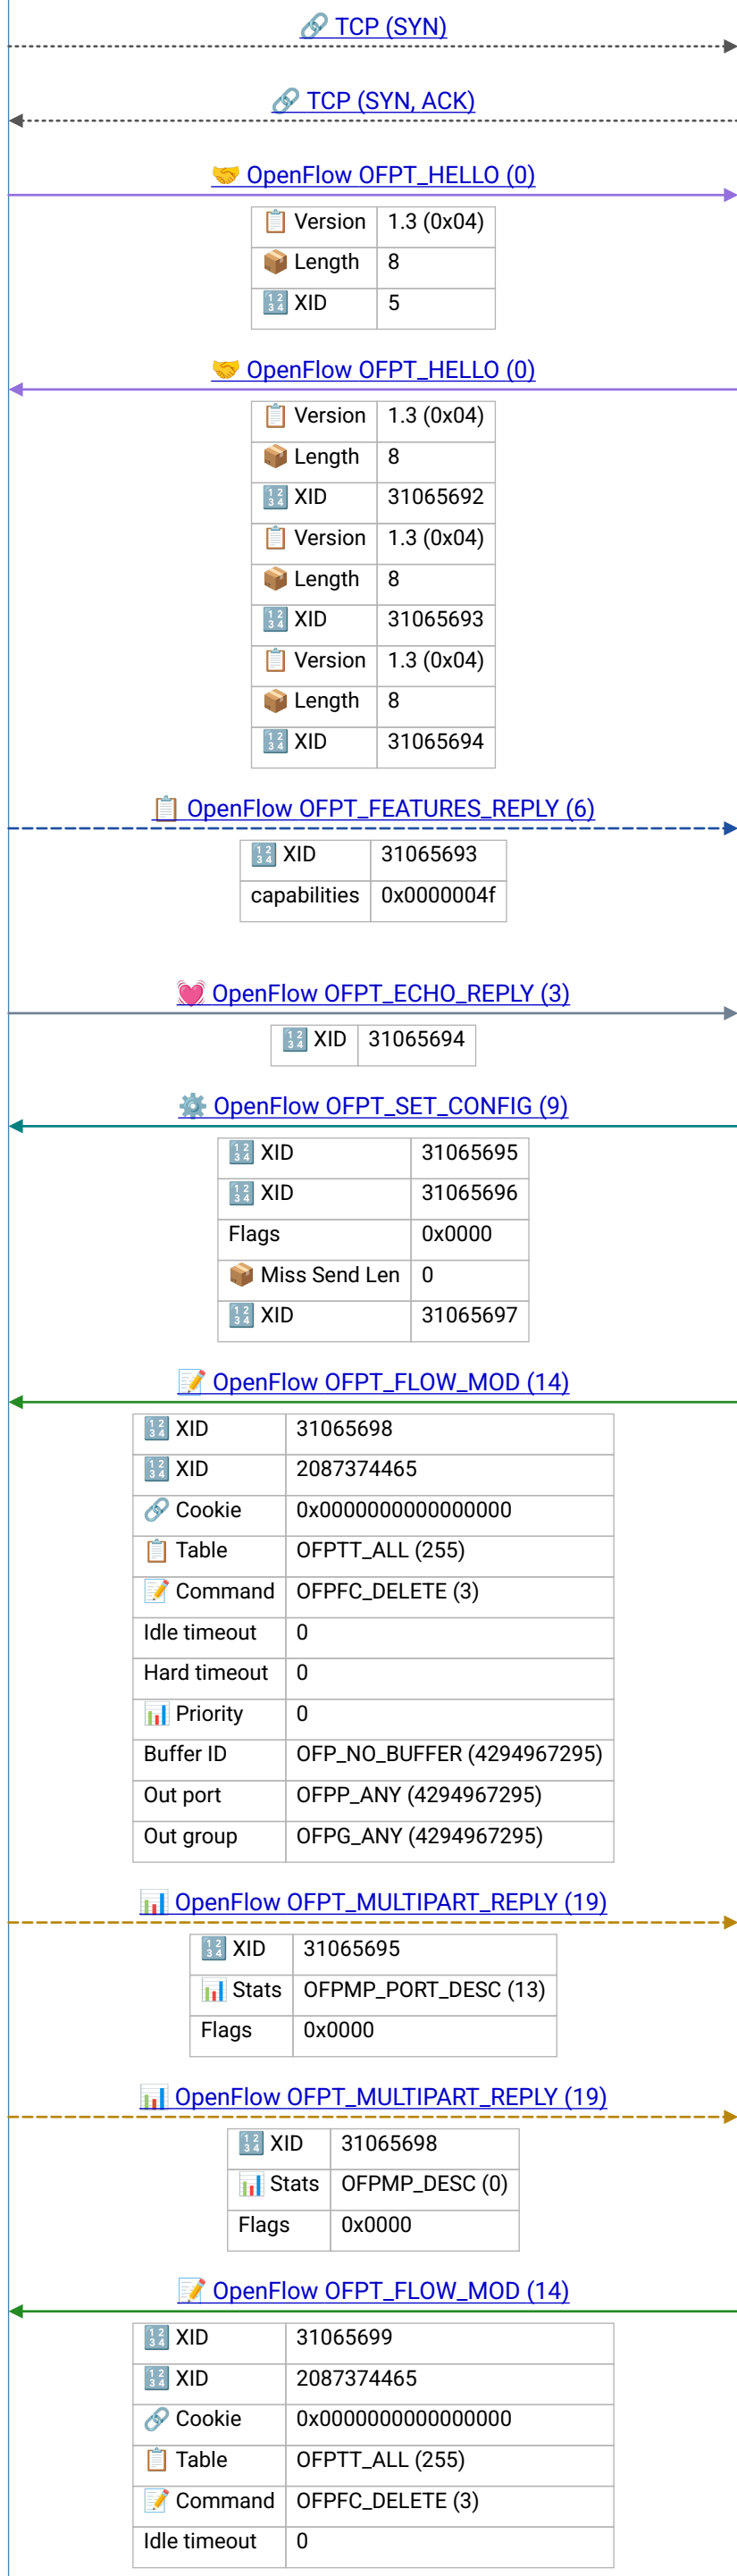 🔗 TCP (SYN)
🔗 TCP (SYN, ACK)
🤝 OpenFlow OFPT_HELLO (0)
📋 Version 1.3 (0x04)
📦 Length 8
🔢 XID 5
🤝 OpenFlow OFPT_HELLO (0)
📋 Version 1.3 (0x04)
📦 Length 8
🔢 XID 31065692
📋 Version 1.3 (0x04)
📦 Length 8
🔢 XID 31065693
📋 Version 1.3 (0x04)
📦 Length 8
🔢 XID 31065694
📋 OpenFlow OFPT_FEATURES_REPLY (6)
🔢 XID 31065693
capabilities 0x0000004f
💓 OpenFlow OFPT_ECHO_REPLY (3)
🔢 XID 31065694
⚙️ OpenFlow OFPT_SET_CONFIG (9)
🔢 XID 31065695
🔢 XID 31065696
Flags 0x0000
📦 Miss Send Len 0
🔢 XID 31065697
📝 OpenFlow OFPT_FLOW_MOD (14)
🔢 XID 31065698
🔢 XID 2087374465
🔗 Cookie 0x0000000000000000
📋 Table OFPTT_ALL (255)
📝 Command OFPFC_DELETE (3)
Idle timeout 0
Hard timeout 0
📊 Priority 0
Buffer ID OFP_NO_BUFFER (4294967295)
Out port OFPP_ANY (4294967295)
Out group OFPG_ANY (4294967295)
📊 OpenFlow OFPT_MULTIPART_REPLY (19)
🔢 XID 31065695
📊 Stats OFPMP_PORT_DESC (13)
Flags 0x0000
📊 OpenFlow OFPT_MULTIPART_REPLY (19)
🔢 XID 31065698
📊 Stats OFPMP_DESC (0)
Flags 0x0000
📝 OpenFlow OFPT_FLOW_MOD (14)
🔢 XID 31065699
🔢 XID 2087374465
🔗 Cookie 0x0000000000000000
📋 Table OFPTT_ALL (255)
📝 Command OFPFC_DELETE (3)
Idle timeout 0